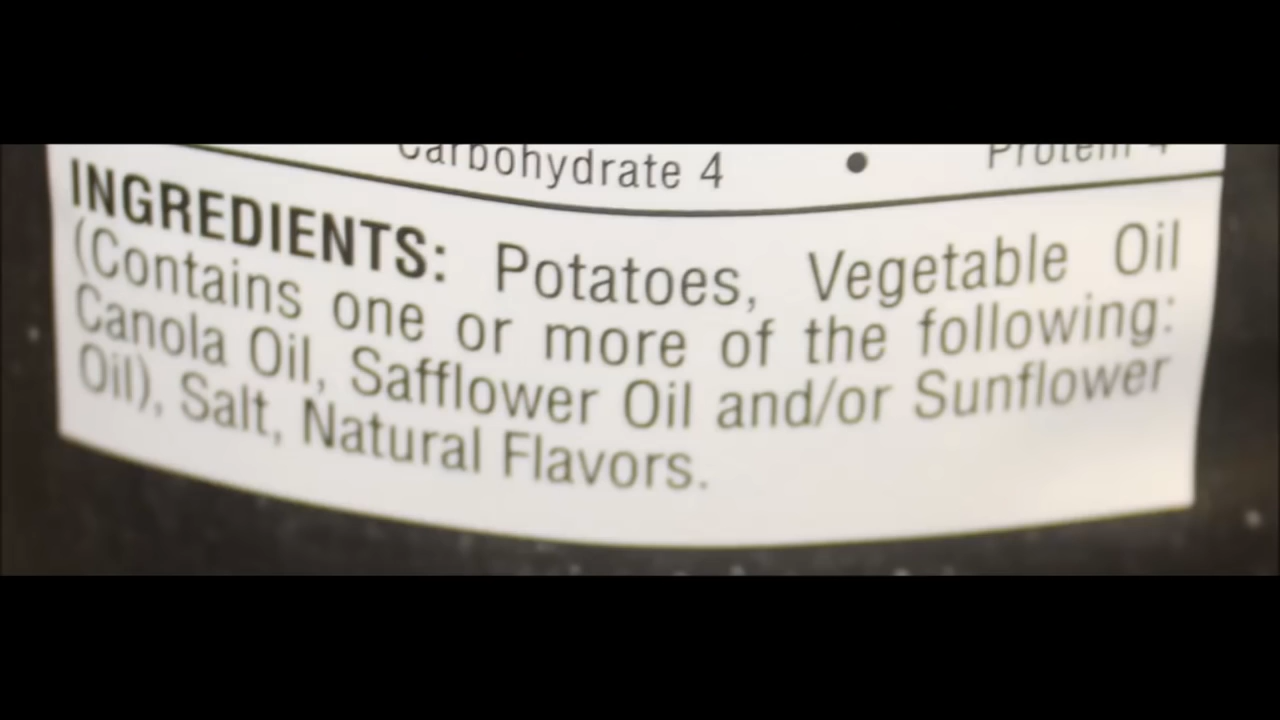 Carbohydrate 4 • Protein 4
INGREDIENTS: Potatoes, Vegetable Oil
(Contains one or more of the following:
Canola Oil, Safflower Oil and/or Sunflower
Oil), Salt, Natural Flavors.